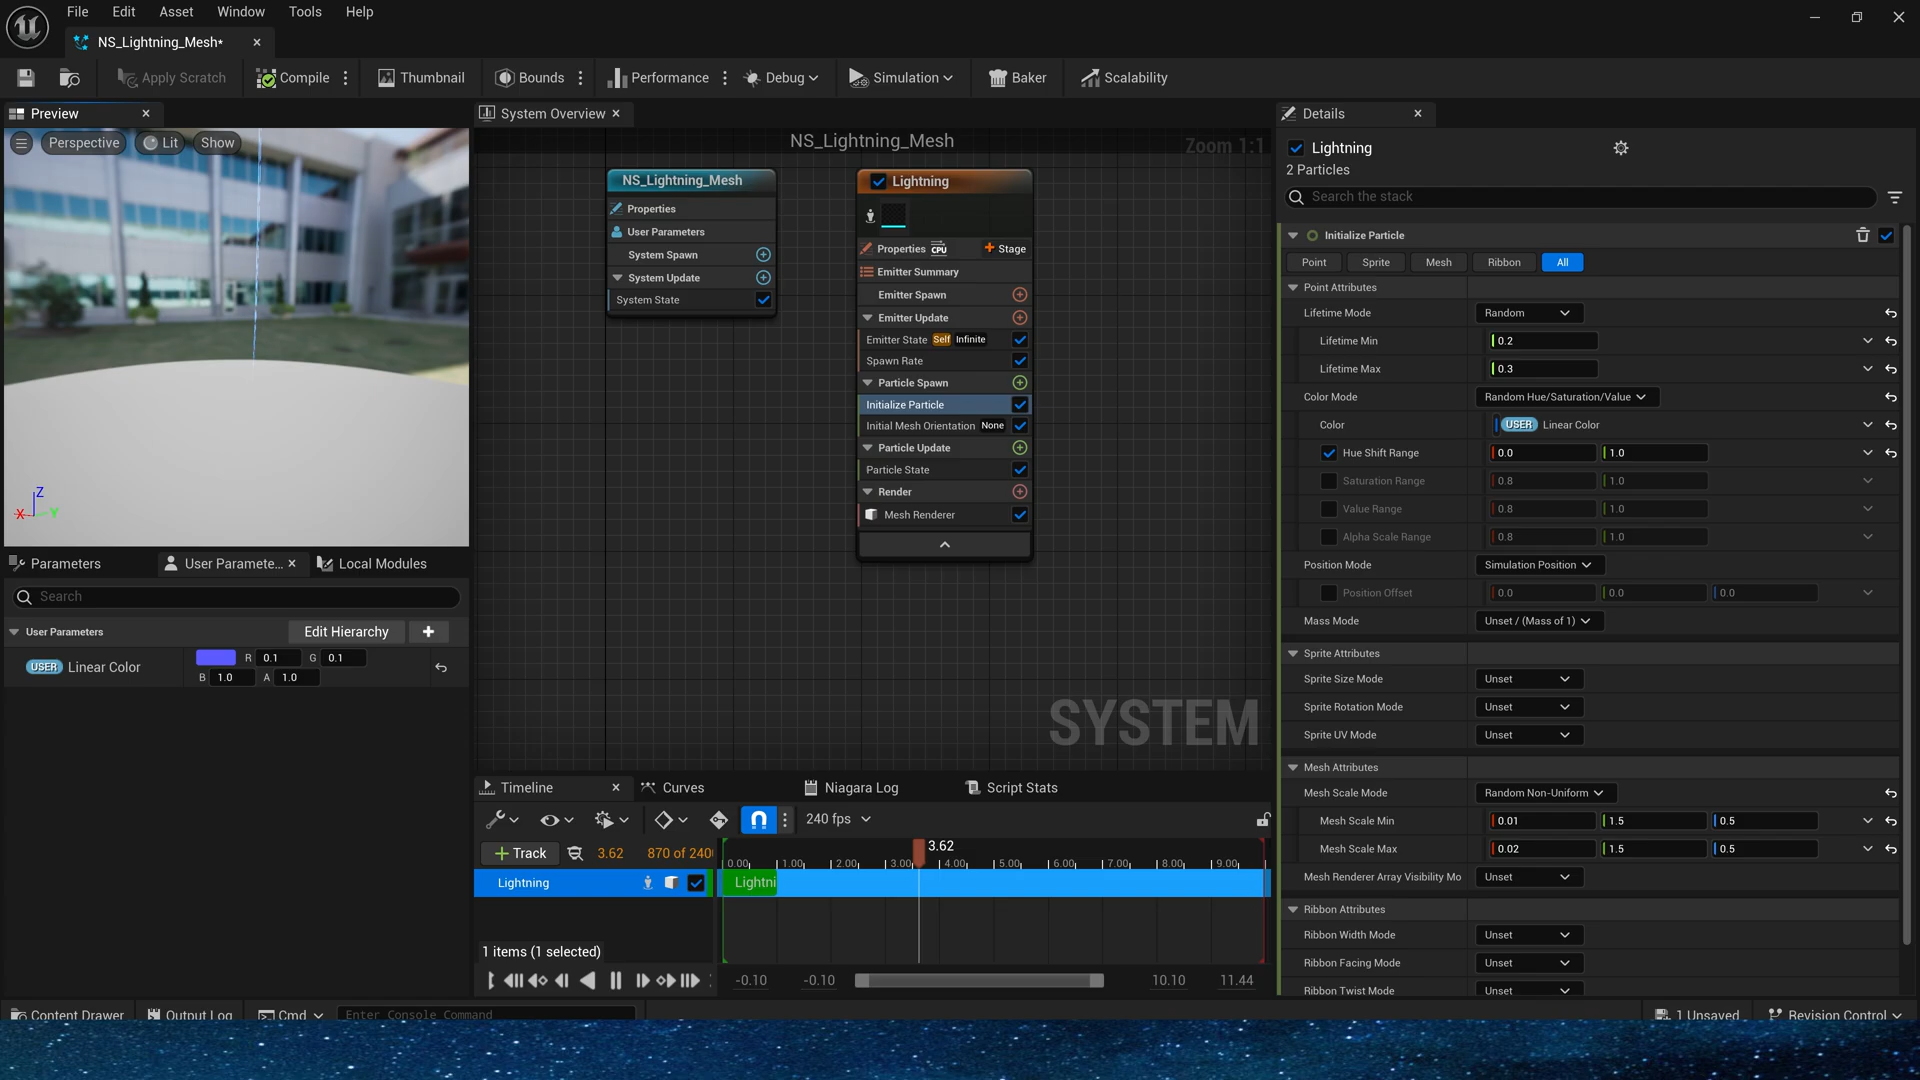 File Edit Asset Window Tools Help
NS_Lightning_Mesh*
Apply Scratch Compile Thumbnail Bounds Performance Debug Simulation Baker Scalability
Preview
Perspective Lit Show
Z
X Y
Parameters User Paramete... Local Modules
Search
User Parameters Edit Hierarchy
USER Linear Color R 0.1 G 0.1
B 1.0 A 1.0
System Overview
NS_Lightning_Mesh Zoom 1:1
NS_Lightning_Mesh
Properties
User Parameters
System Spawn
System Update
System State
Lightning
Properties CPU Stage
Emitter Summary
Emitter Spawn
Emitter Update
Emitter State Self Infinite
Spawn Rate
Particle Spawn
Initialize Particle
Initial Mesh Orientation None
Particle Update
Particle State
Render
Mesh Renderer
SYSTEM
Timeline Curves Niagara Log Script Stats
240 fps
Track 3.62 870 of 240
3.62
0.00 1.00 2.00 3.00 4.00 5.00 6.00 7.00 8.00 9.00
Lightning Lightni
1 items (1 selected)
-0.10 -0.10 10.10 11.44
Details
Lightning
2 Particles
Search the stack
Initialize Particle
Point Sprite Mesh Ribbon All
Point Attributes
Lifetime Mode Random
Lifetime Min 0.2
Lifetime Max 0.3
Color Mode Random Hue/Saturation/Value
Color USER Linear Color
Hue Shift Range 0.0 1.0
Saturation Range 0.8 1.0
Value Range 0.8 1.0
Alpha Scale Range 0.8 1.0
Position Mode Simulation Position
Position Offset 0.0 0.0 0.0
Mass Mode Unset / (Mass of 1)
Sprite Attributes
Sprite Size Mode Unset
Sprite Rotation Mode Unset
Sprite UV Mode Unset
Mesh Attributes
Mesh Scale Mode Random Non-Uniform
Mesh Scale Min 0.01 1.5 0.5
Mesh Scale Max 0.02 1.5 0.5
Mesh Renderer Array Visibility Mo Unset
Ribbon Attributes
Ribbon Width Mode Unset
Ribbon Facing Mode Unset
Ribbon Twist Mode Unset
Content Drawer Output Log Cmd Enter Console Command 1 Unsaved Revision Control